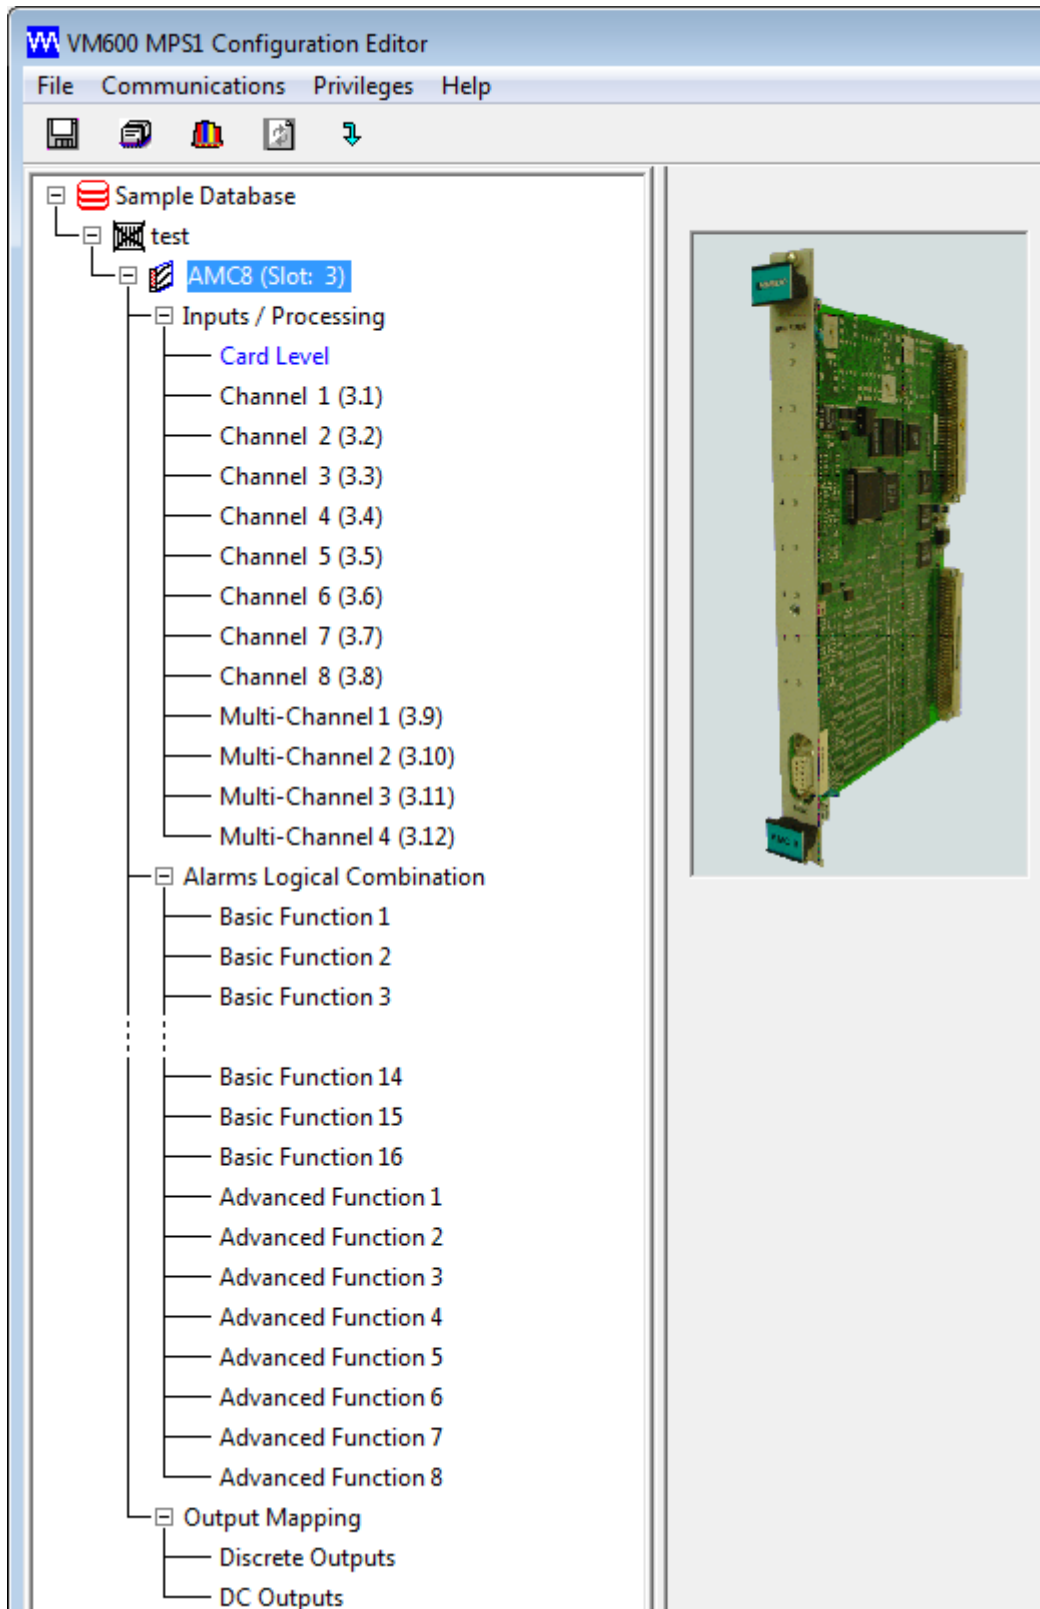 VM600 MPS1 Configuration Editor
File Communications Privileges Help
Sample Database
test
AMC8 (Slot: 3)
Inputs / Processing
Card Level
Channel 1 (3.1)
Channel 2 (3.2)
Channel 3 (3.3)
Channel 4 (3.4)
Channel 5 (3.5)
Channel 6 (3.6)
Channel 7 (3.7)
Channel 8 (3.8)
Multi-Channel 1 (3.9)
Multi-Channel 2 (3.10)
Multi-Channel 3 (3.11)
Multi-Channel 4 (3.12)
Alarms Logical Combination
Basic Function 1
Basic Function 2
Basic Function 3
Basic Function 14
Basic Function 15
Basic Function 16
Advanced Function 1
Advanced Function 2
Advanced Function 3
Advanced Function 4
Advanced Function 5
Advanced Function 6
Advanced Function 7
Advanced Function 8
Output Mapping
Discrete Outputs
DC Outputs
AMC 8